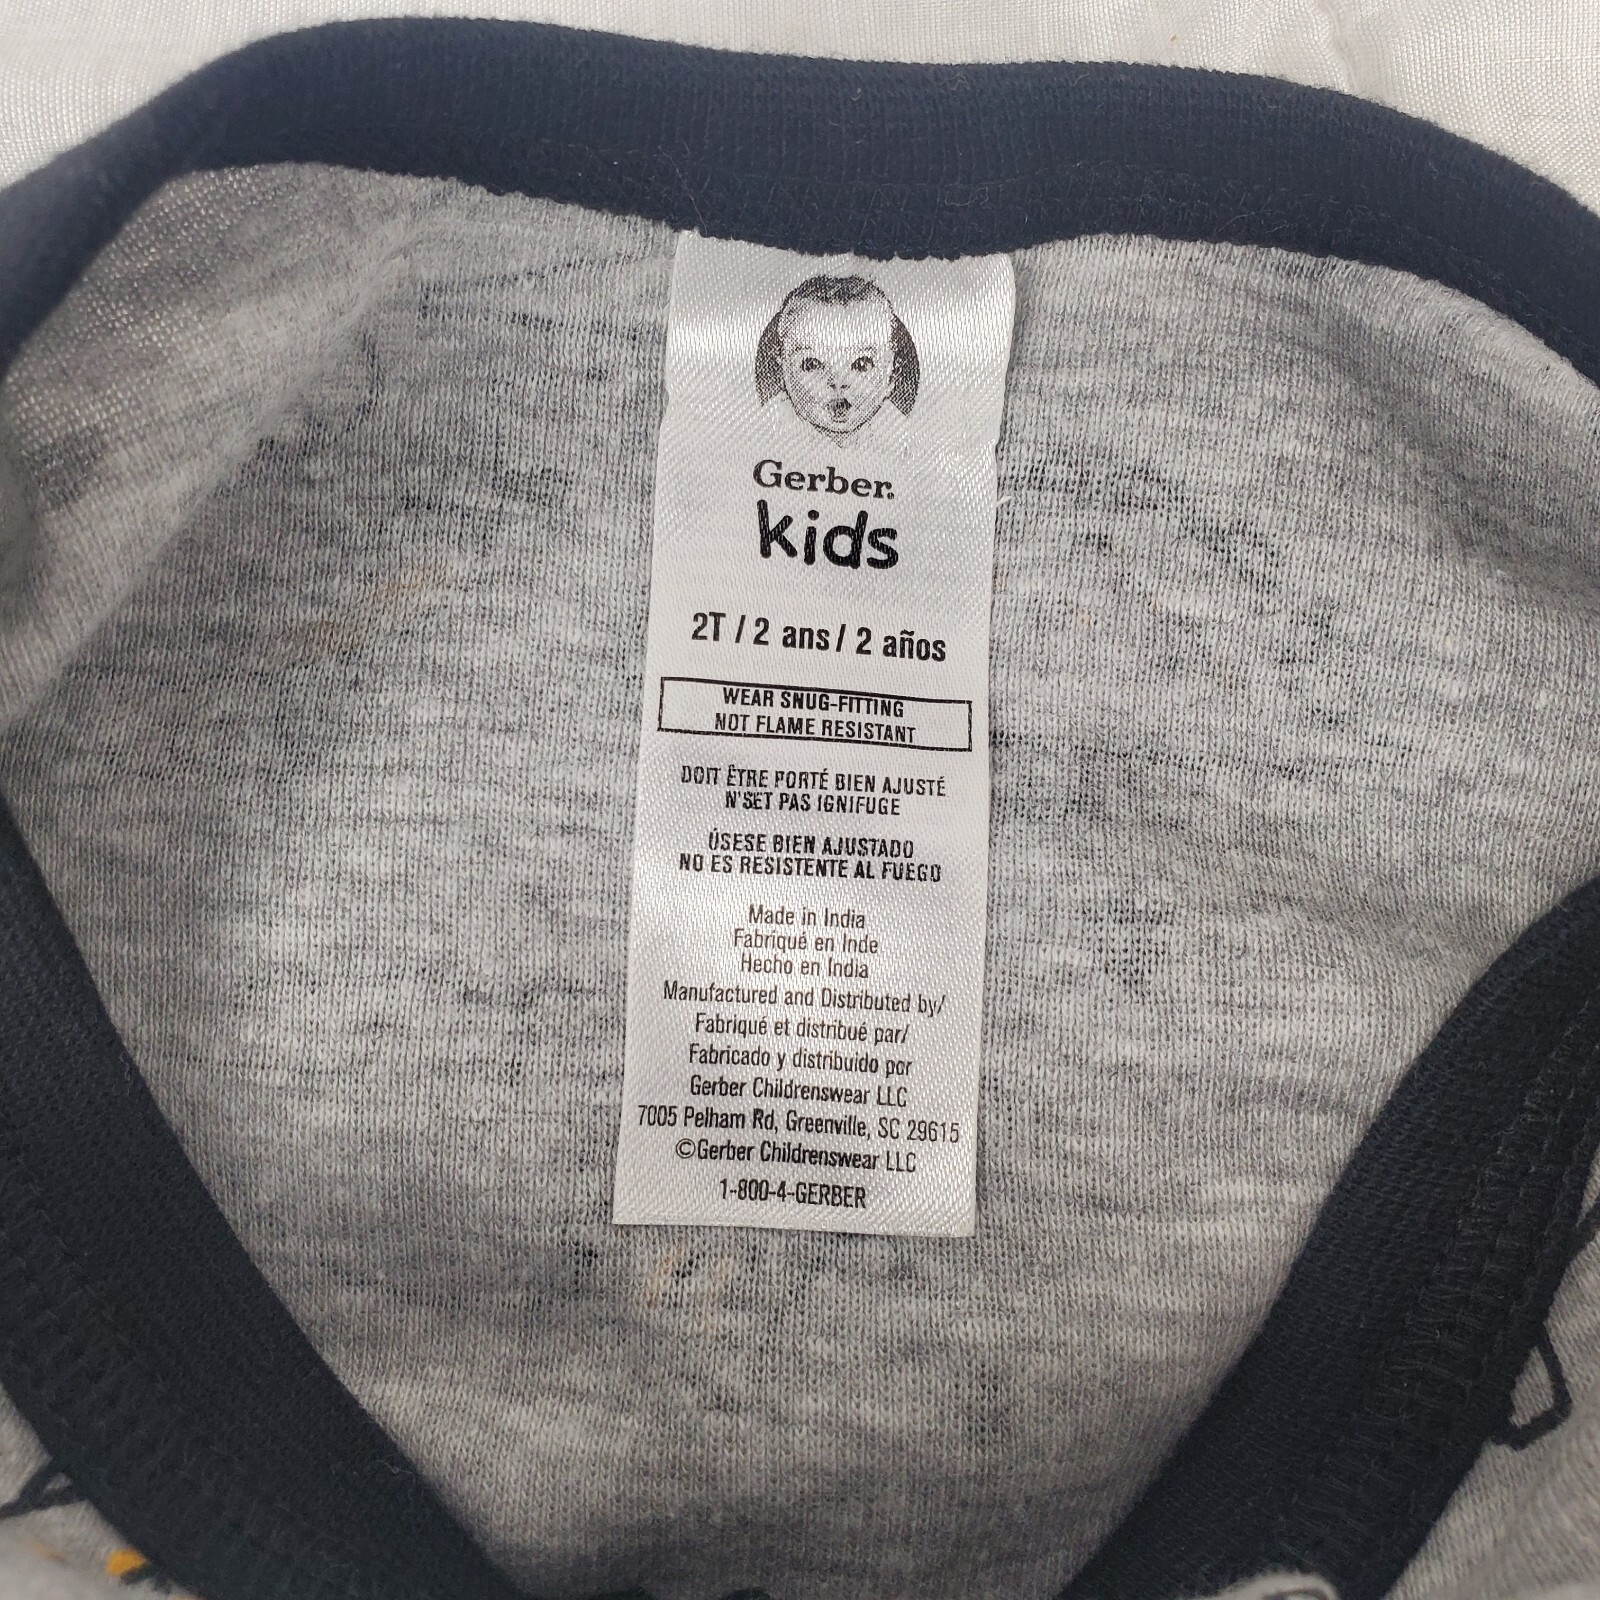 Gerber.
kids
2T / 2 ans / 2 años
WEAR SNUG-FITTING
NOT FLAME RESISTANT
DOIT ÊTRE PORTÉ BIEN AJUSTÉ
N'SET PAS IGNIFUGE
ÚSESE BIEN AJUSTADO
NO ES RESISTENTE AL FUEGO
Made in India
Fabriqué en Inde
Hecho en India
Manufactured and Distributed by/
Fabriqué et distribué par/
Fabricado y distribuido por
Gerber Childrenswear LLC
7005 Pelham Rd, Greenville, SC 29615
©Gerber Childrenswear LLC
1-800-4-GERBER